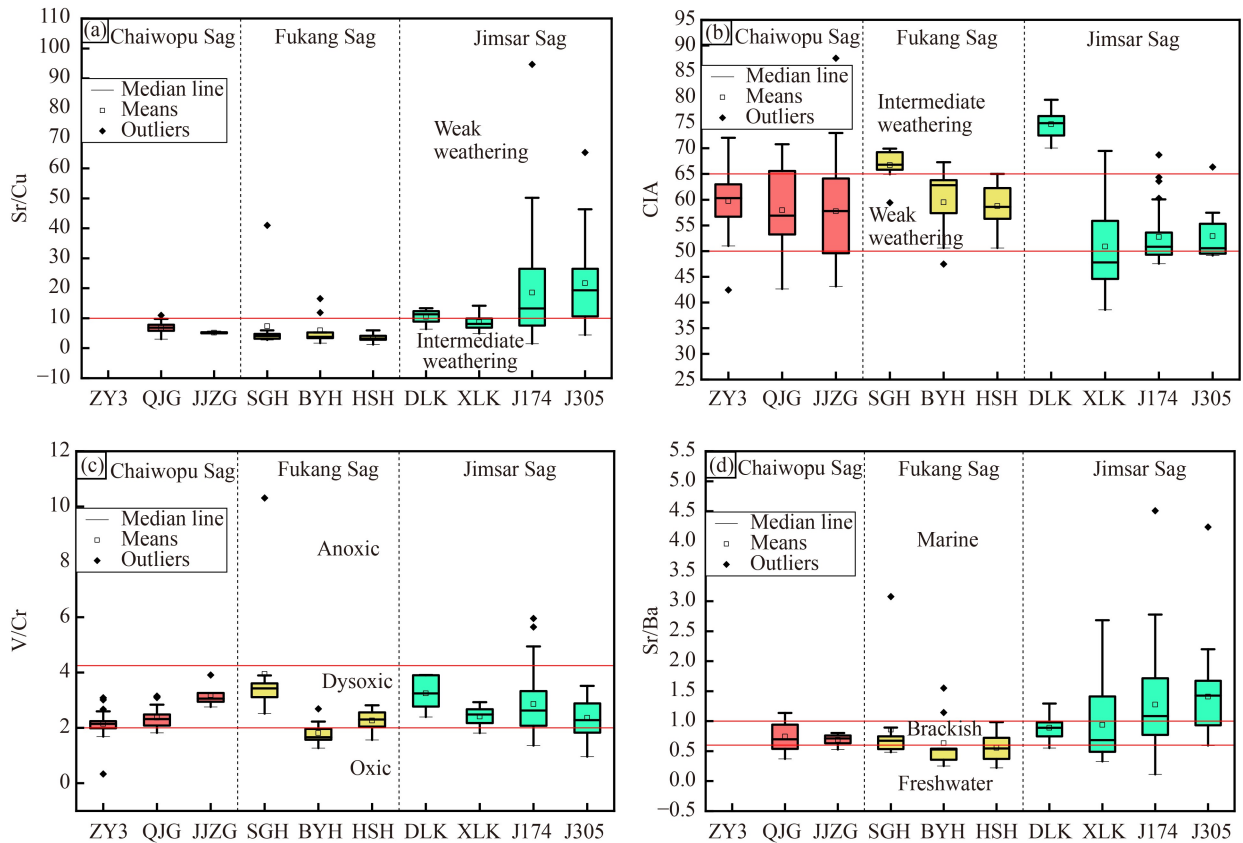 (a)
Chaiwopu Sag
Fukang Sag
Jimsar Sag
Median line
Means
Outliers
Weak
weathering
Intermediate
weathering
Sr/Cu
110
100
90
80
70
60
50
40
30
20
10
0
−10
ZY3 QJG JJZG SGH BYH HSH DLK XLK J174 J305
(b)
Chaiwopu Sag
Fukang Sag
Jimsar Sag
Median line
Means
Outliers
Intermediate
weathering
Weak
weathering
CIA
95
90
85
80
75
70
65
60
55
50
45
40
35
30
25
ZY3 QJG JJZG SGH BYH HSH DLK XLK J174 J305
(c)
Chaiwopu Sag
Fukang Sag
Jimsar Sag
Median line
Means
Outliers
Anoxic
Dysoxic
Oxic
V/Cr
12
10
8
6
4
2
0
ZY3 QJG JJZG SGH BYH HSH DLK XLK J174 J305
(d)
Chaiwopu Sag
Fukang Sag
Jimsar Sag
Median line
Means
Outliers
Marine
Brackish
Freshwater
Sr/Ba
5.5
5.0
4.5
4.0
3.5
3.0
2.5
2.0
1.5
1.0
0.5
0.0
−0.5
ZY3 QJG JJZG SGH BYH HSH DLK XLK J174 J305